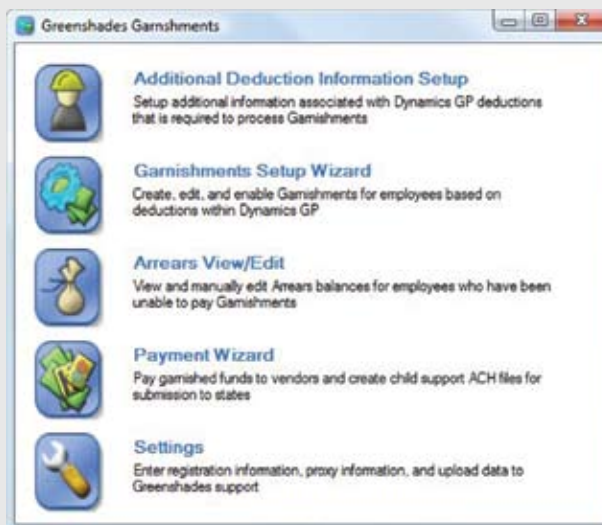 Greenshades Garnshments
Additional Deduction Information Setup
Setup additional information associated with Dynamics GP deductions
that is required to process Garnishments
Garnishments Setup Wizard
Create, edit, and enable Garnishments for employees based on
deductions within Dynamics GP
Arrears View/Edit
View and manually edit Arrears balances for employees who have been
unable to pay Garnishments
Payment Wizard
Pay garnished funds to vendors and create child support ACH files for
submission to states
Settings
Enter registration information, proxy information, and upload data to
Greenshades support